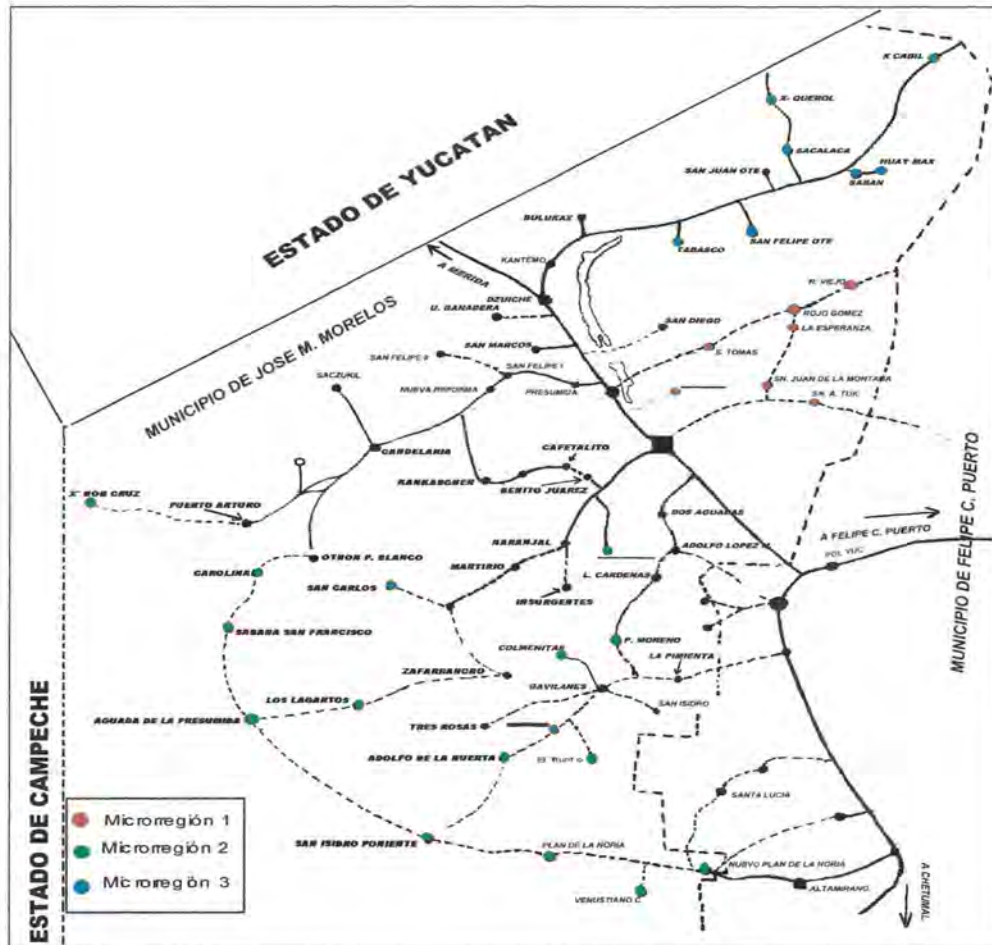 K CABIL
X- QUEROL
ESTADO DE YUCATAN
SACALACA
HUAY MAX
SAN JUAN OTE
SABAN
BULUKAX
TABASCO
SAN FELIPE OTE
KANTEMO
A MERIDA
DZUICHE
U. GANADERA
ROJO GOMEZ
LA ESPERANZA
SAN DIEGO
MUNICIPIO DE JOSE M. MORELOS
SAN MARCOS
S. TOMAS
SAN FELIPE II
SAN FELIPE I
SACZUKIL
NUEVA RRIFORMA
PRESUMIDA
SN. JUAN DE LA MONTAÑA
SN. A. TUK
CANDELARIA
CAFETALITO
KANKABCHEN
BENITO JUAREZ
PUERTO ARTURO
DOS AGUADAS
A FELIPE C. PUERTO
NARANJAL
ADOLFO LOPEZ M.
POL YUC
OTHON P. BLANCO
MARTIRIO
CAROLINA
SAN CARLOS
L. CARDENAS
INSURGENTES
MUNICIPIO DE FELIPE C. PUERTO
SABANA SAN FRANCISCO
COLMENITAS
P. MORENO
LA PIMIENTA
ZAFARRANCHO
GAVILANES
LOS LAGARTOS
SAN ISIDRO
AGUADA DE LA PRESUMIDA
TRES ROSAS
ADOLFO DE LA HUERTA
El Triunfo
SANTA LUCIA
ESTADO DE CAMPECHE
Microrregión 1
Microrregión 2
Microrregión 3
SAN ISIDRO PONIENTE
PLAN DE LA NORIA
NUEVO PLAN DE LA NORIA
VENUSTIANO C
ALTAMIRANO
A CHETUMAL